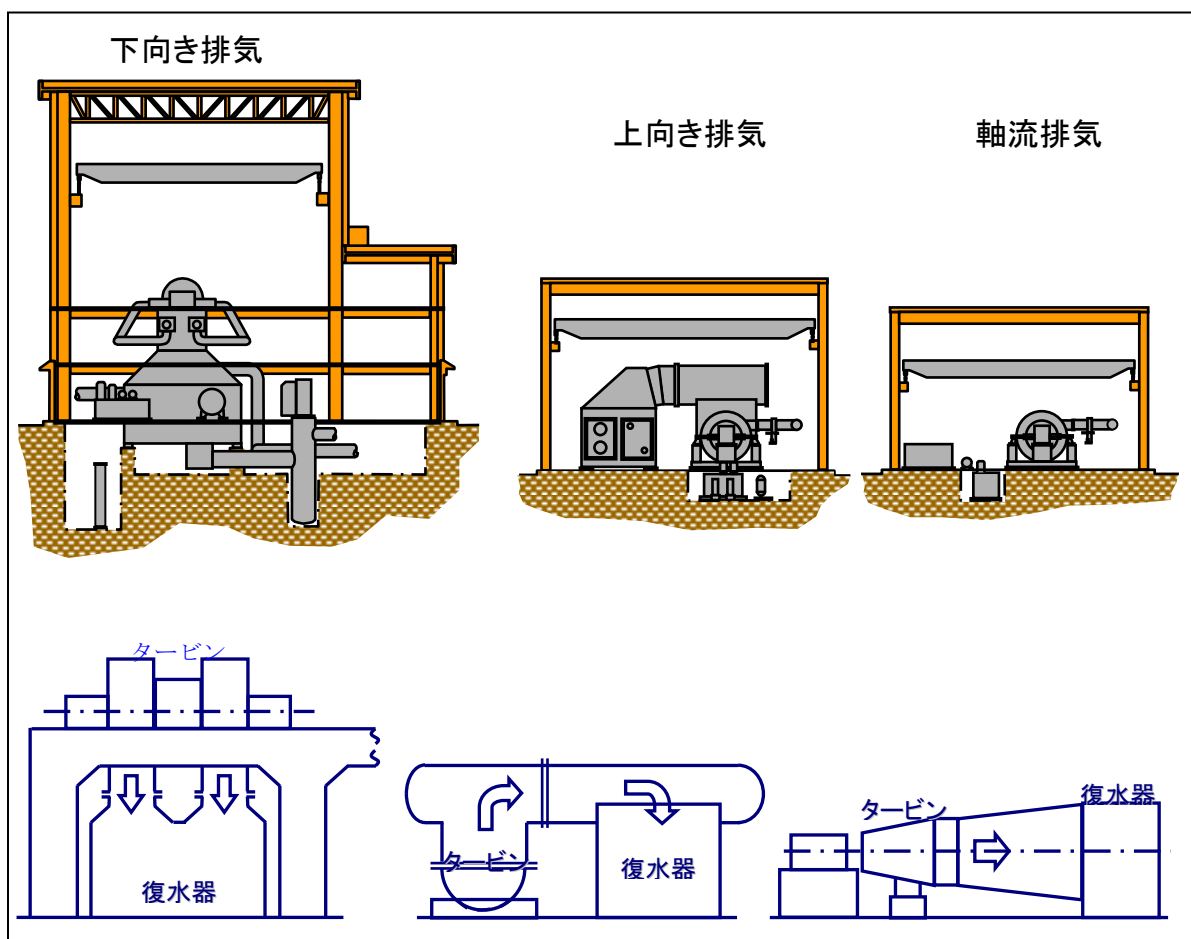 下向き排気
上向き排気
軸流排気
タービン
復水器
タービン
復水器
タービン
復水器